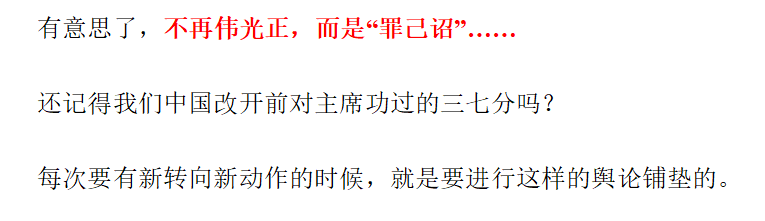 有意思了，不再伟光正，而是“罪己诏”……
还记得我们中国改开前对主席功过的三七分吗？
每次要有新转向新动作的时候，就是要进行这样的舆论铺垫的。